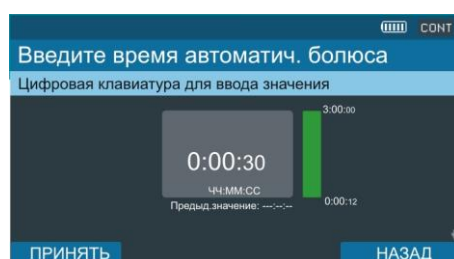 CONT
Введите время автоматич. болюса
Цифровая клавиатура для ввода значения
3:00:00
0:00:30
ЧЧ:ММ:СС
Предыд.значение: ---:--:--
0:00:12
ПРИНЯТЬ
НАЗАД